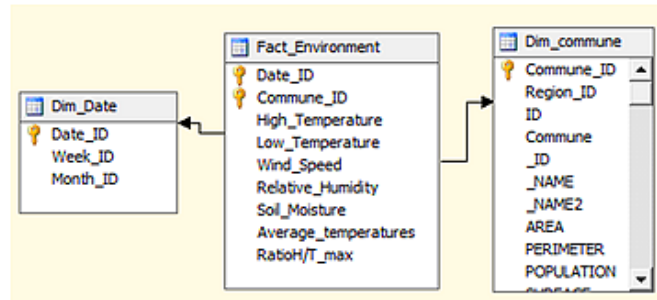 Dim_Date
Date_ID
Week_ID
Month_ID
Fact_Environment
Date_ID
Commune_ID
High_Temperature
Low_Temperature
Wind_Speed
Relative_Humidity
Soil_Moisture
Average_temperatures
RatioH/T_max
Dim_commune
Commune_ID
Region_ID
ID
Commune
_ID
_NAME
_NAME2
AREA
PERIMETER
POPULATION